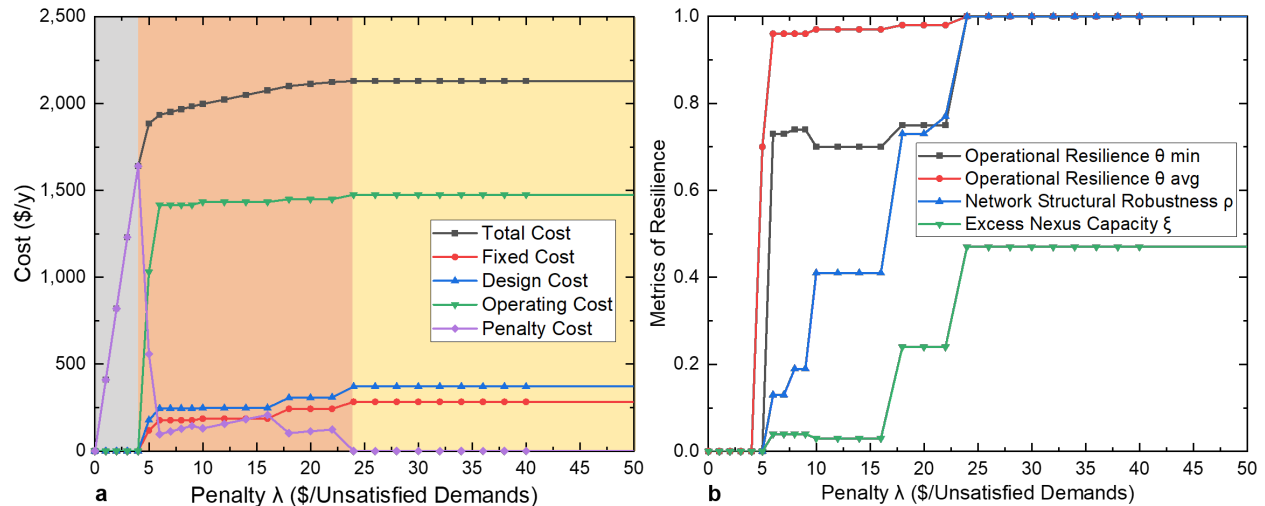 2,500
2,000
1,500
1,000
500
0
Cost ($/y)
Total Cost
Fixed Cost
Design Cost
Operating Cost
Penalty Cost
0 5 10 15 20 25 30 35 40 45 50
a
Penalty λ ($/Unsatisfied Demands)
1.0
0.8
0.6
0.4
0.2
0.0
Metrics of Resilience
Operational Resilience θ min
Operational Resilience θ avg
Network Structural Robustness ρ
Excess Nexus Capacity ξ
0 5 10 15 20 25 30 35 40 45 50
b
Penalty λ ($/Unsatisfied Demands)